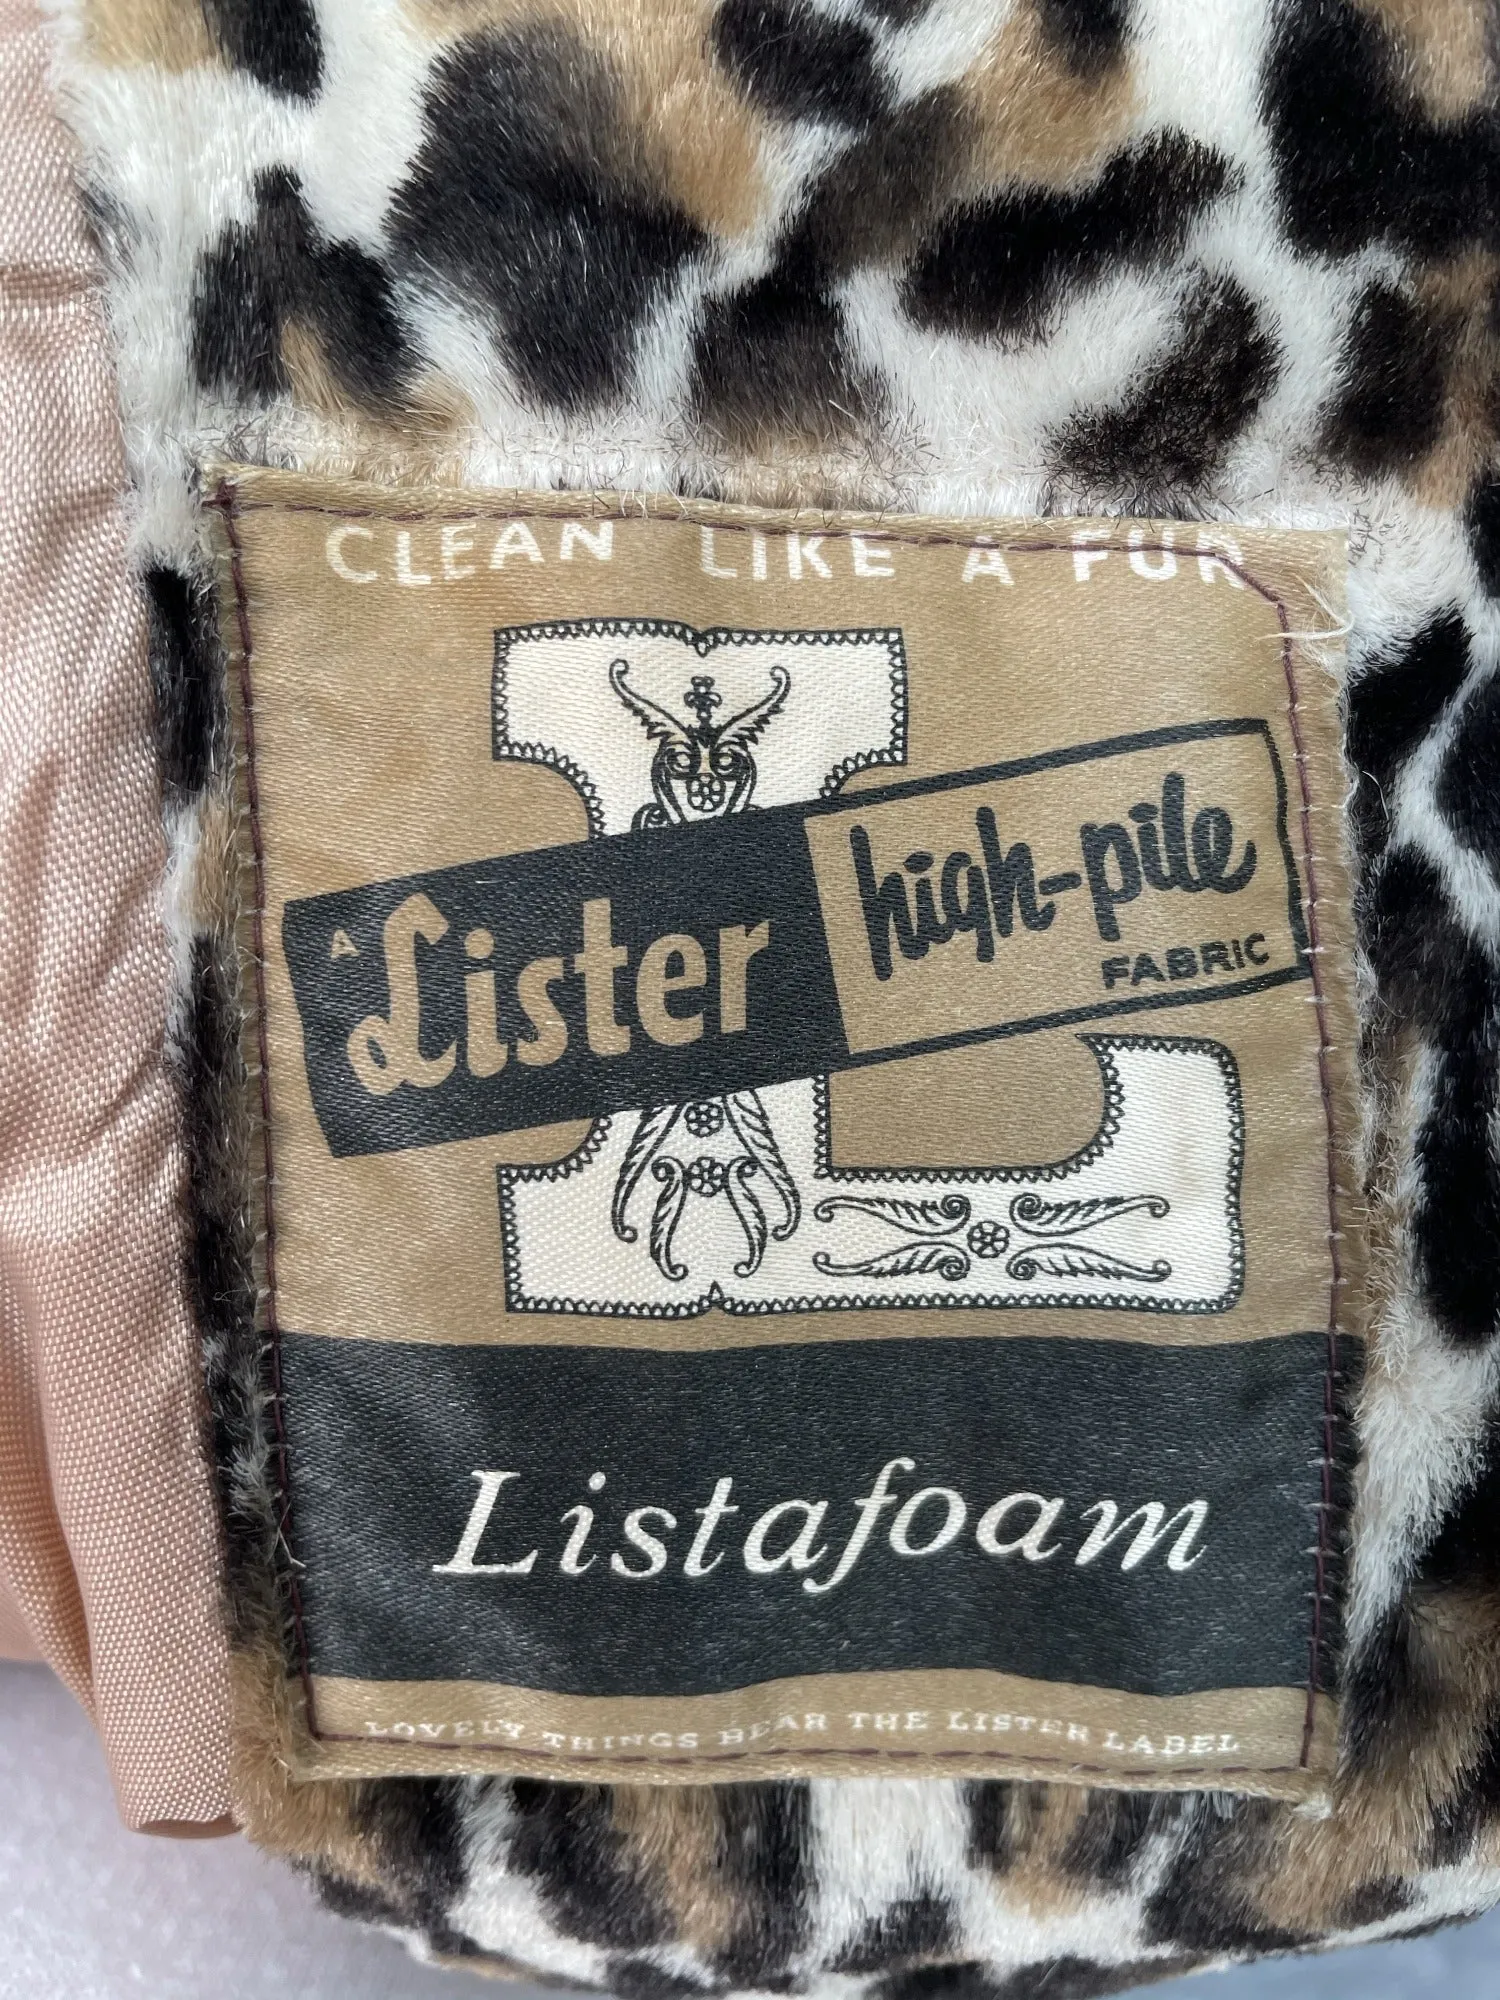 CLEAN LIKE A FUR
L
A Lister high-pile
FABRIC
Listafoam
LOVELY THINGS BEAR THE LISTER LABEL